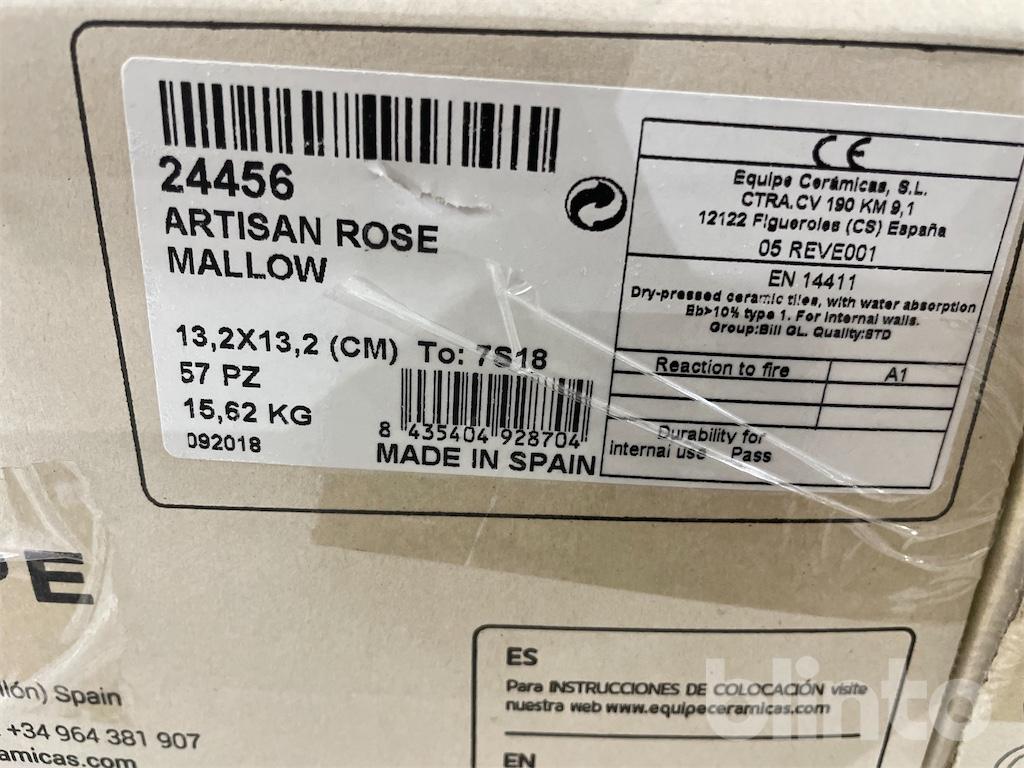 24456
ARTISAN ROSE
MALLOW
13,2X13,2 (CM) To: 7S18
57 PZ
15,62 KG
092018
8 435404 928704
MADE IN SPAIN
CE
Equipe Cerámicas, S.L.
CTRA.CV 190 KM 9,1
12122 Figueroles (CS) España
05 REVE001
EN 14411
Dry-pressed ceramic tiles, with water absorption
Eb>10% type 1. For internal walls.
Group:BIII GL. Quality:STD
Reaction to fire A1
Durability for
internal use Pass
PE
llón) Spain
+34 964 381 907
amicas.com
ES
Para INSTRUCCIONES DE COLOCACIÓN visite
nuestra web www.equipeceramicas.com
EN
blinto